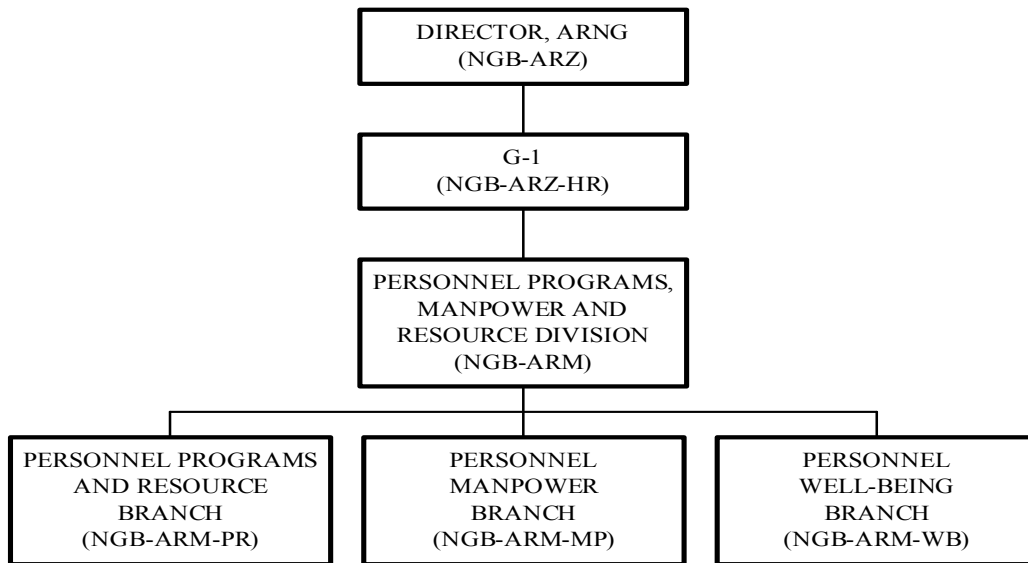 DIRECTOR, ARNG
(NGB-ARZ)
G-1
(NGB-ARZ-HR)
PERSONNEL PROGRAMS,
MANPOWER AND
RESOURCE DIVISION
(NGB-ARM)
PERSONNEL PROGRAMS
AND RESOURCE
BRANCH
(NGB-ARM-PR)
PERSONNEL
MANPOWER
BRANCH
(NGB-ARM-MP)
PERSONNEL
WELL-BEING
BRANCH
(NGB-ARM-WB)